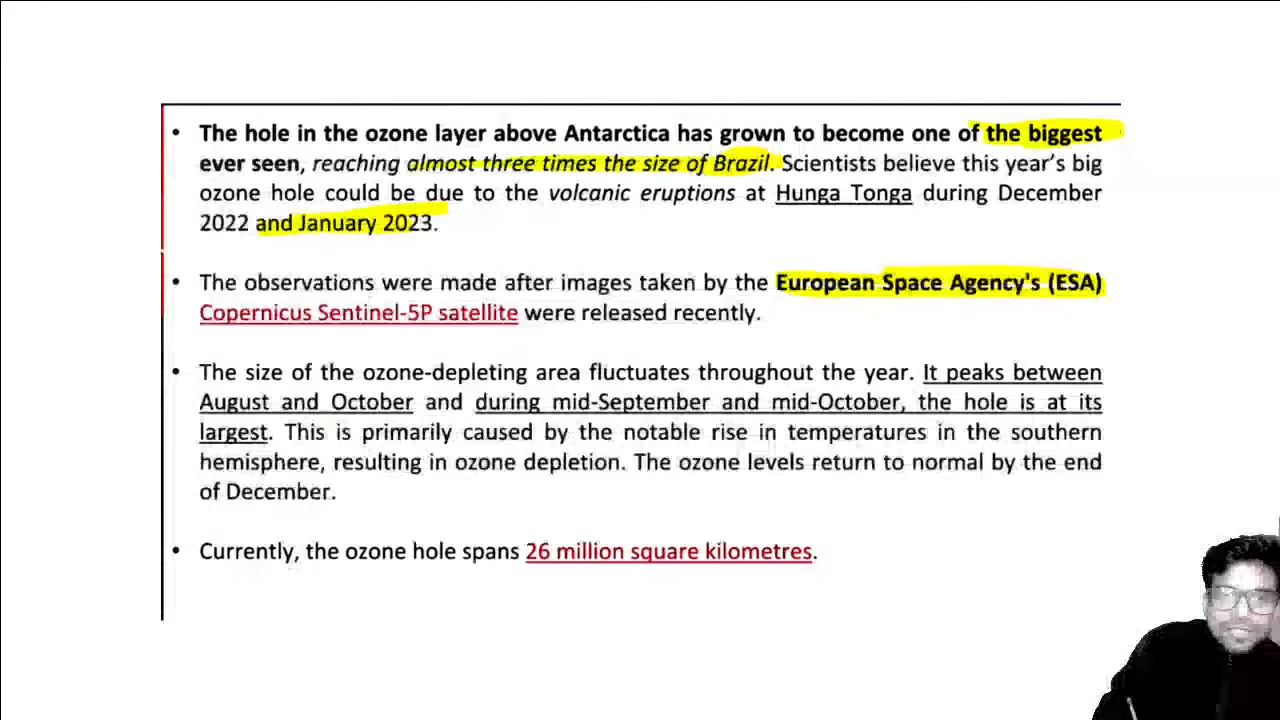 • The hole in the ozone layer above Antarctica has grown to become one of the biggest
ever seen, reaching almost three times the size of Brazil. Scientists believe this year's big
ozone hole could be due to the volcanic eruptions at Hunga Tonga during December
2022 and January 2023.
• The observations were made after images taken by the European Space Agency's (ESA)
Copernicus Sentinel-5P satellite were released recently.
• The size of the ozone-depleting area fluctuates throughout the year. It peaks between
August and October and during mid-September and mid-October, the hole is at its
largest. This is primarily caused by the notable rise in temperatures in the southern
hemisphere, resulting in ozone depletion. The ozone levels return to normal by the end
of December.
• Currently, the ozone hole spans 26 million square kilometres.